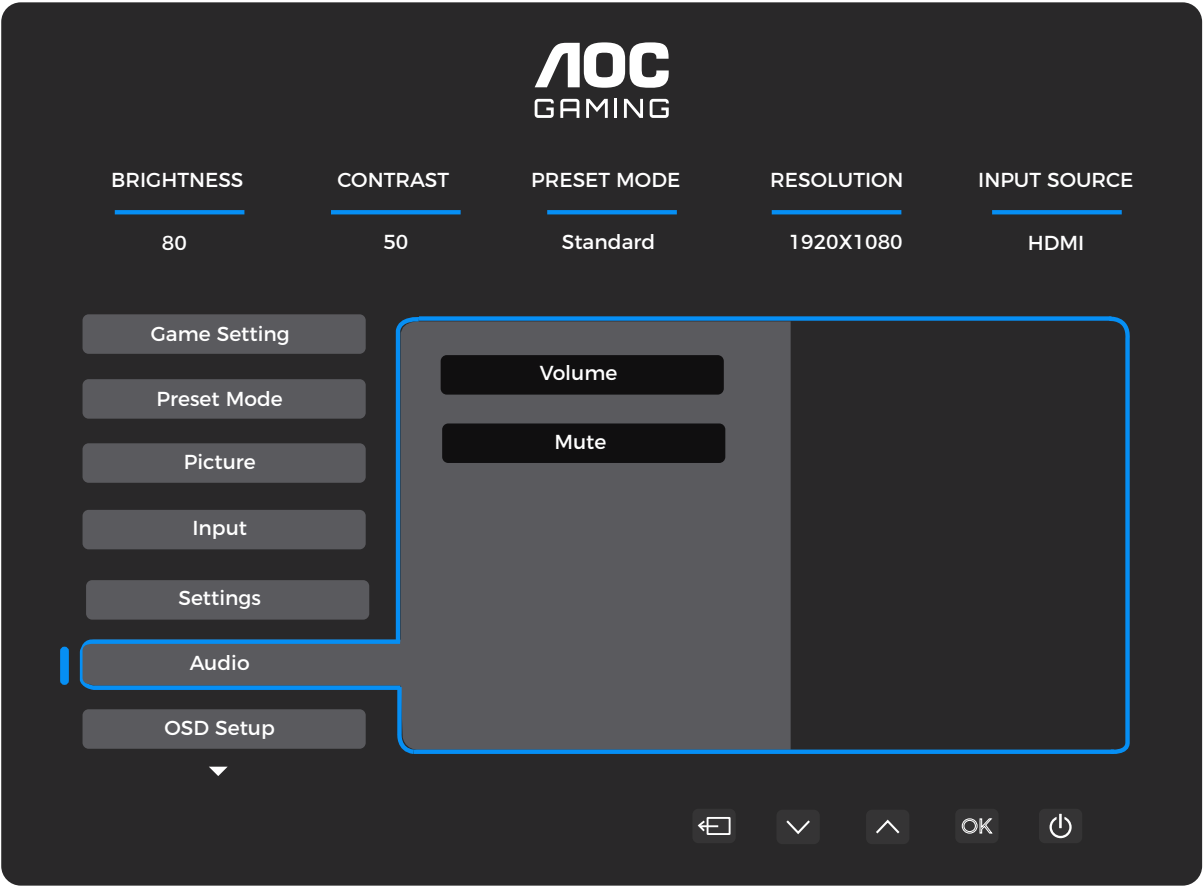 AOC
GAMING
BRIGHTNESS CONTRAST PRESET MODE RESOLUTION INPUT SOURCE
80 50 Standard 1920X1080 HDMI
Game Setting
Volume
Preset Mode
Mute
Picture
Input
Settings
Audio
OSD Setup
OK